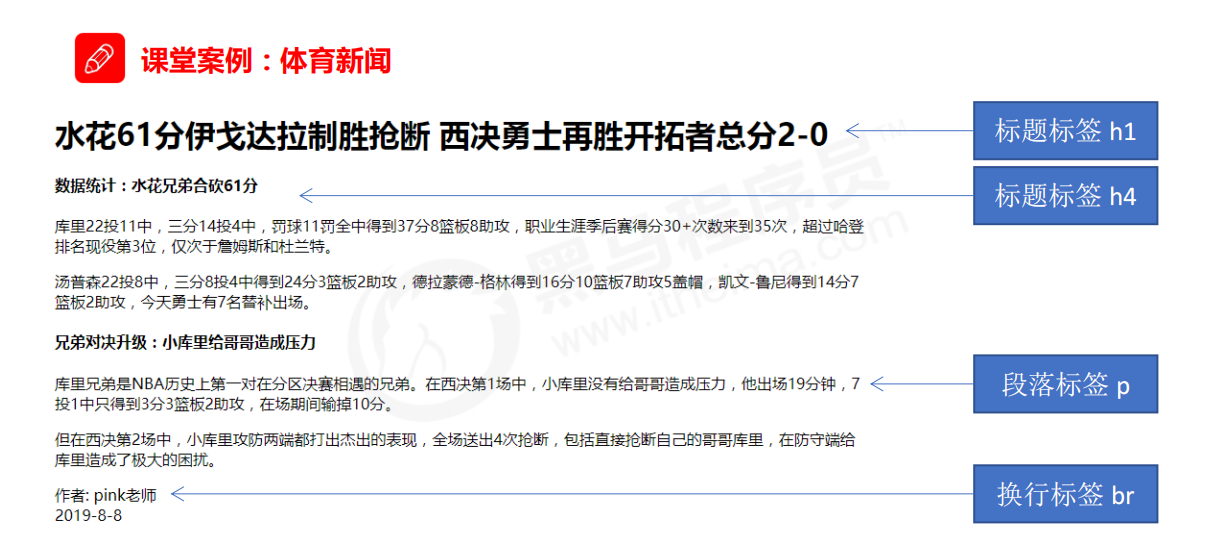 课堂案例：体育新闻
水花61分伊戈达拉制胜抢断 西决勇士再胜开拓者总分2-0
标题标签 h1
数据统计：水花兄弟合砍61分
标题标签 h4
库里22投11中，三分14投4中，罚球11罚全中得到37分8篮板8助攻，职业生涯季后赛得分30+次数来到35次，超过哈登
排名现役第3位，仅次于詹姆斯和杜兰特。
汤普森22投8中，三分8投4中得到24分3篮板2助攻，德拉蒙德-格林得到16分10篮板7助攻5盖帽，凯文-鲁尼得到14分7
篮板2助攻，今天勇士有7名替补出场。
兄弟对决升级：小库里给哥哥造成压力
库里兄弟是NBA历史上第一对在分区决赛相遇的兄弟。在西决第1场中，小库里没有给哥哥造成压力，他出场19分钟，7
投1中只得到3分3篮板2助攻，在场期间输掉10分。
段落标签 p
但在西决第2场中，小库里攻防两端都打出杰出的表现，全场送出4次抢断，包括直接抢断自己的哥哥库里，在防守端给
库里造成了极大的困扰。
作者: pink老师
2019-8-8
换行标签 br
黑马程序员™
www.itheima.com